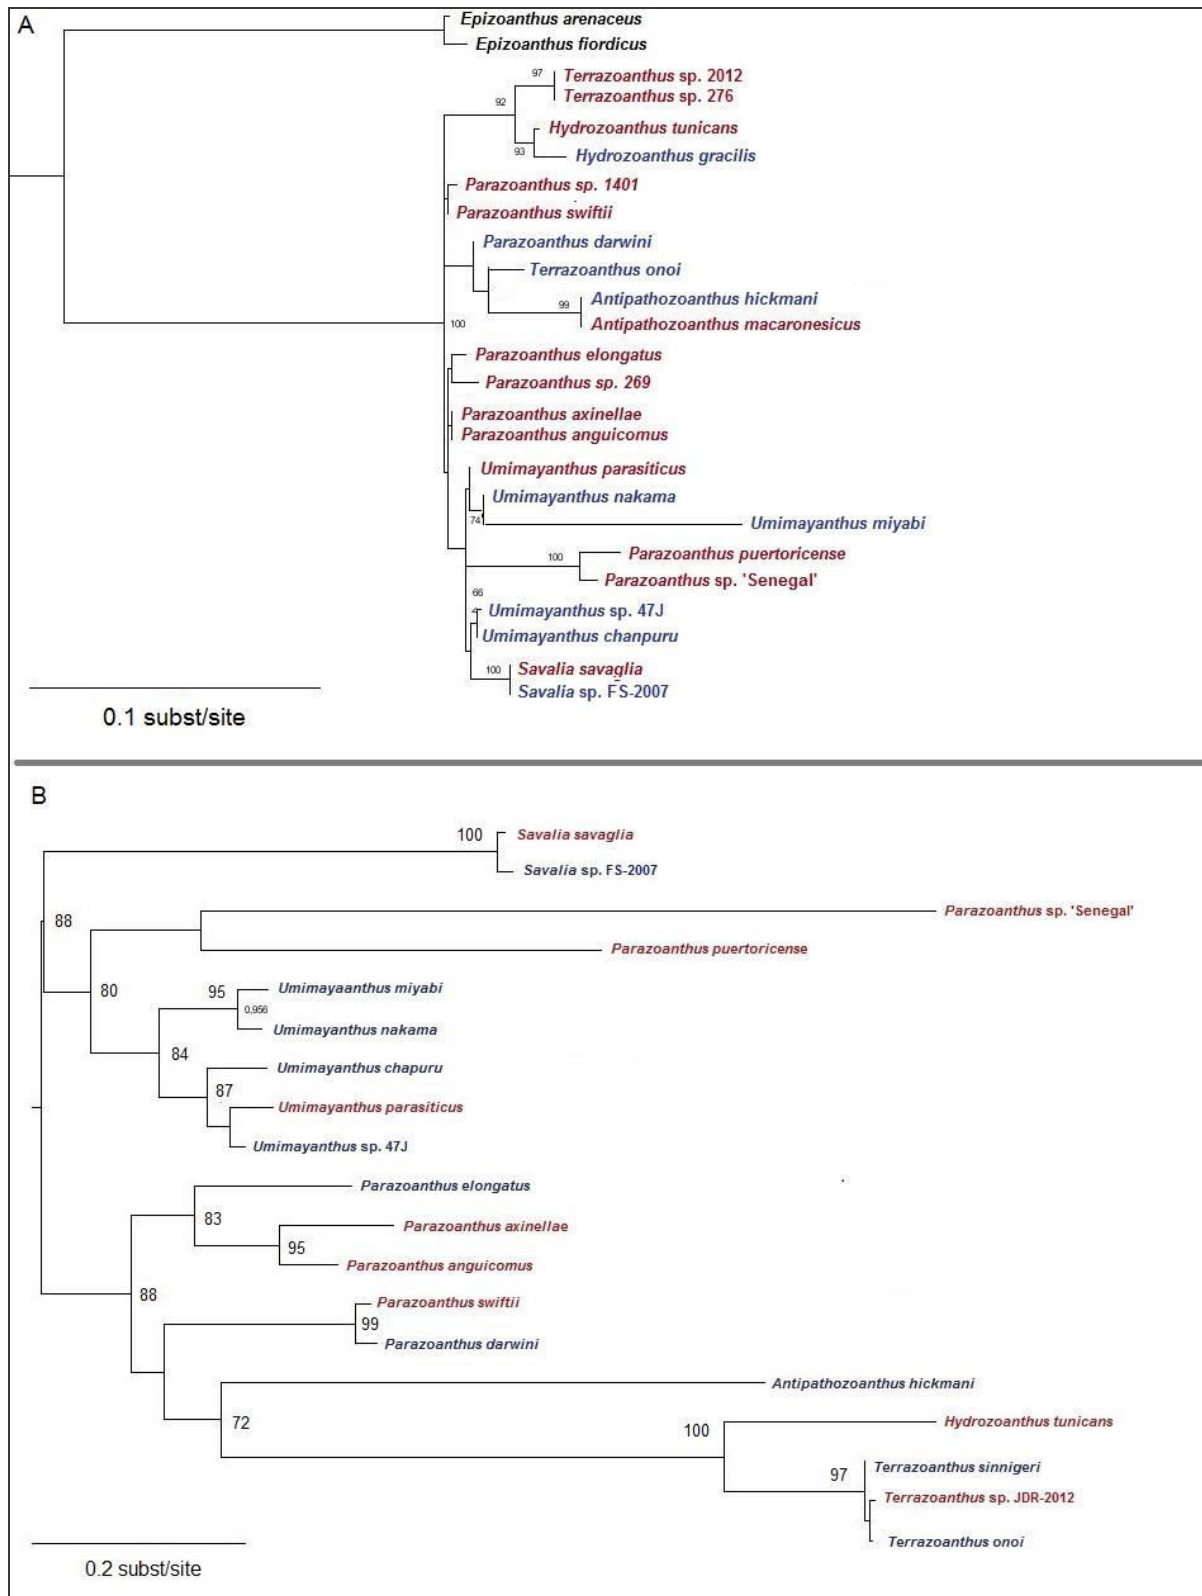 A
Epizoanthus arenaceus
Epizoanthus fiordicus
97
Terrazoanthus sp. 2012
Terrazoanthus sp. 276
92
Hydrozoanthus tunicans
93
Hydrozoanthus gracilis
Parazoanthus sp. 1401
Parazoanthus swiftii
Parazoanthus darwini
Terrazoanthus onoi
99
Antipathozoanthus hickmani
100
Antipathozoanthus macaronesicus
Parazoanthus elongatus
Parazoanthus sp. 269
Parazoanthus axinellae
Parazoanthus anguicomus
Umimayanthus parasiticus
Umimayanthus nakama
74
Umimayanthus miyabi
100
Parazoanthus puertoricense
Parazoanthus sp. 'Senegal'
66
Umimayanthus sp. 47J
Umimayanthus chanpuru
100
Savalia savaglia
Savalia sp. FS-2007
0.1 subst/site
B
100
Savalia savaglia
Savalia sp. FS-2007
88
Parazoanthus sp. 'Senegal'
Parazoanthus puertoricense
80
95
Umimayaanthus miyabi
0,956
Umimayanthus nakama
84
Umimayanthus chapuru
87
Umimayanthus parasiticus
Umimayanthus sp. 47J
Parazoanthus elongatus
83
Parazoanthus axinellae
95
Parazoanthus anguicomus
88
Parazoanthus swiftii
99
Parazoanthus darwini
Antipathozoanthus hickmani
72
100
Hydrozoanthus tunicans
97
Terrazoanthus sinnigeri
Terrazoanthus sp. JDR-2012
Terrazoanthus onoi
0.2 subst/site